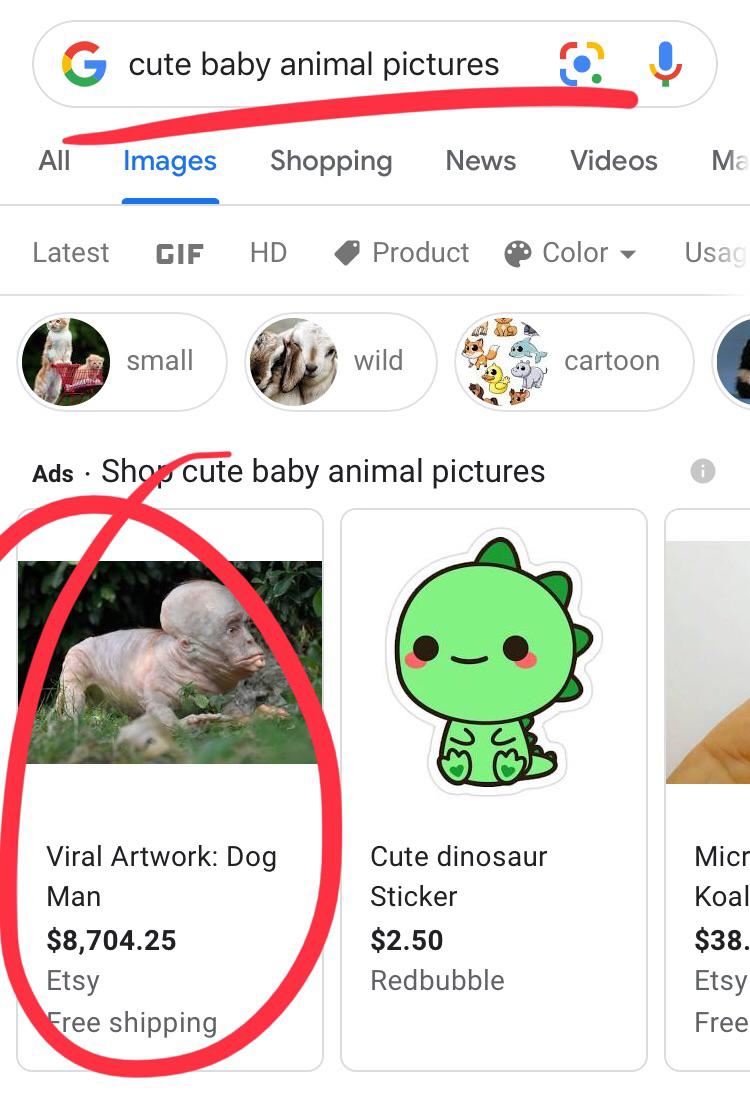 cute baby animal pictures
All Images Shopping News Videos Ma
Latest GIF HD Product Color Usag
small wild cartoon
Ads · Shop cute baby animal pictures
Viral Artwork: Dog
Man
$8,704.25
Etsy
Free shipping
Cute dinosaur
Sticker
$2.50
Redbubble
Micr
Koal
$38.
Etsy
Free